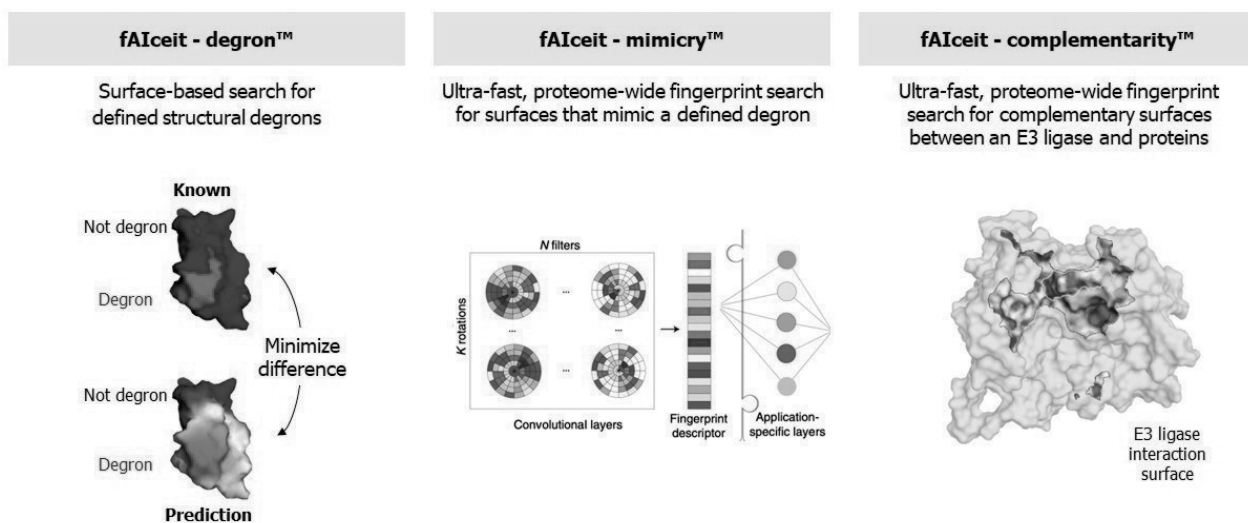 fAIceit - degron™
Surface-based search for
defined structural degrons
Known
Not degron
Degron
Minimize
difference
Not degron
Degron
Prediction
fAIceit - mimicry™
Ultra-fast, proteome-wide fingerprint search
for surfaces that mimic a defined degron
N filters
K rotations
...
...
...
...
Convolutional layers
Fingerprint
descriptor
Application-
specific layers
fAIceit - complementarity™
Ultra-fast, proteome-wide fingerprint
search for complementary surfaces
between an E3 ligase and proteins
E3 ligase
interaction
surface